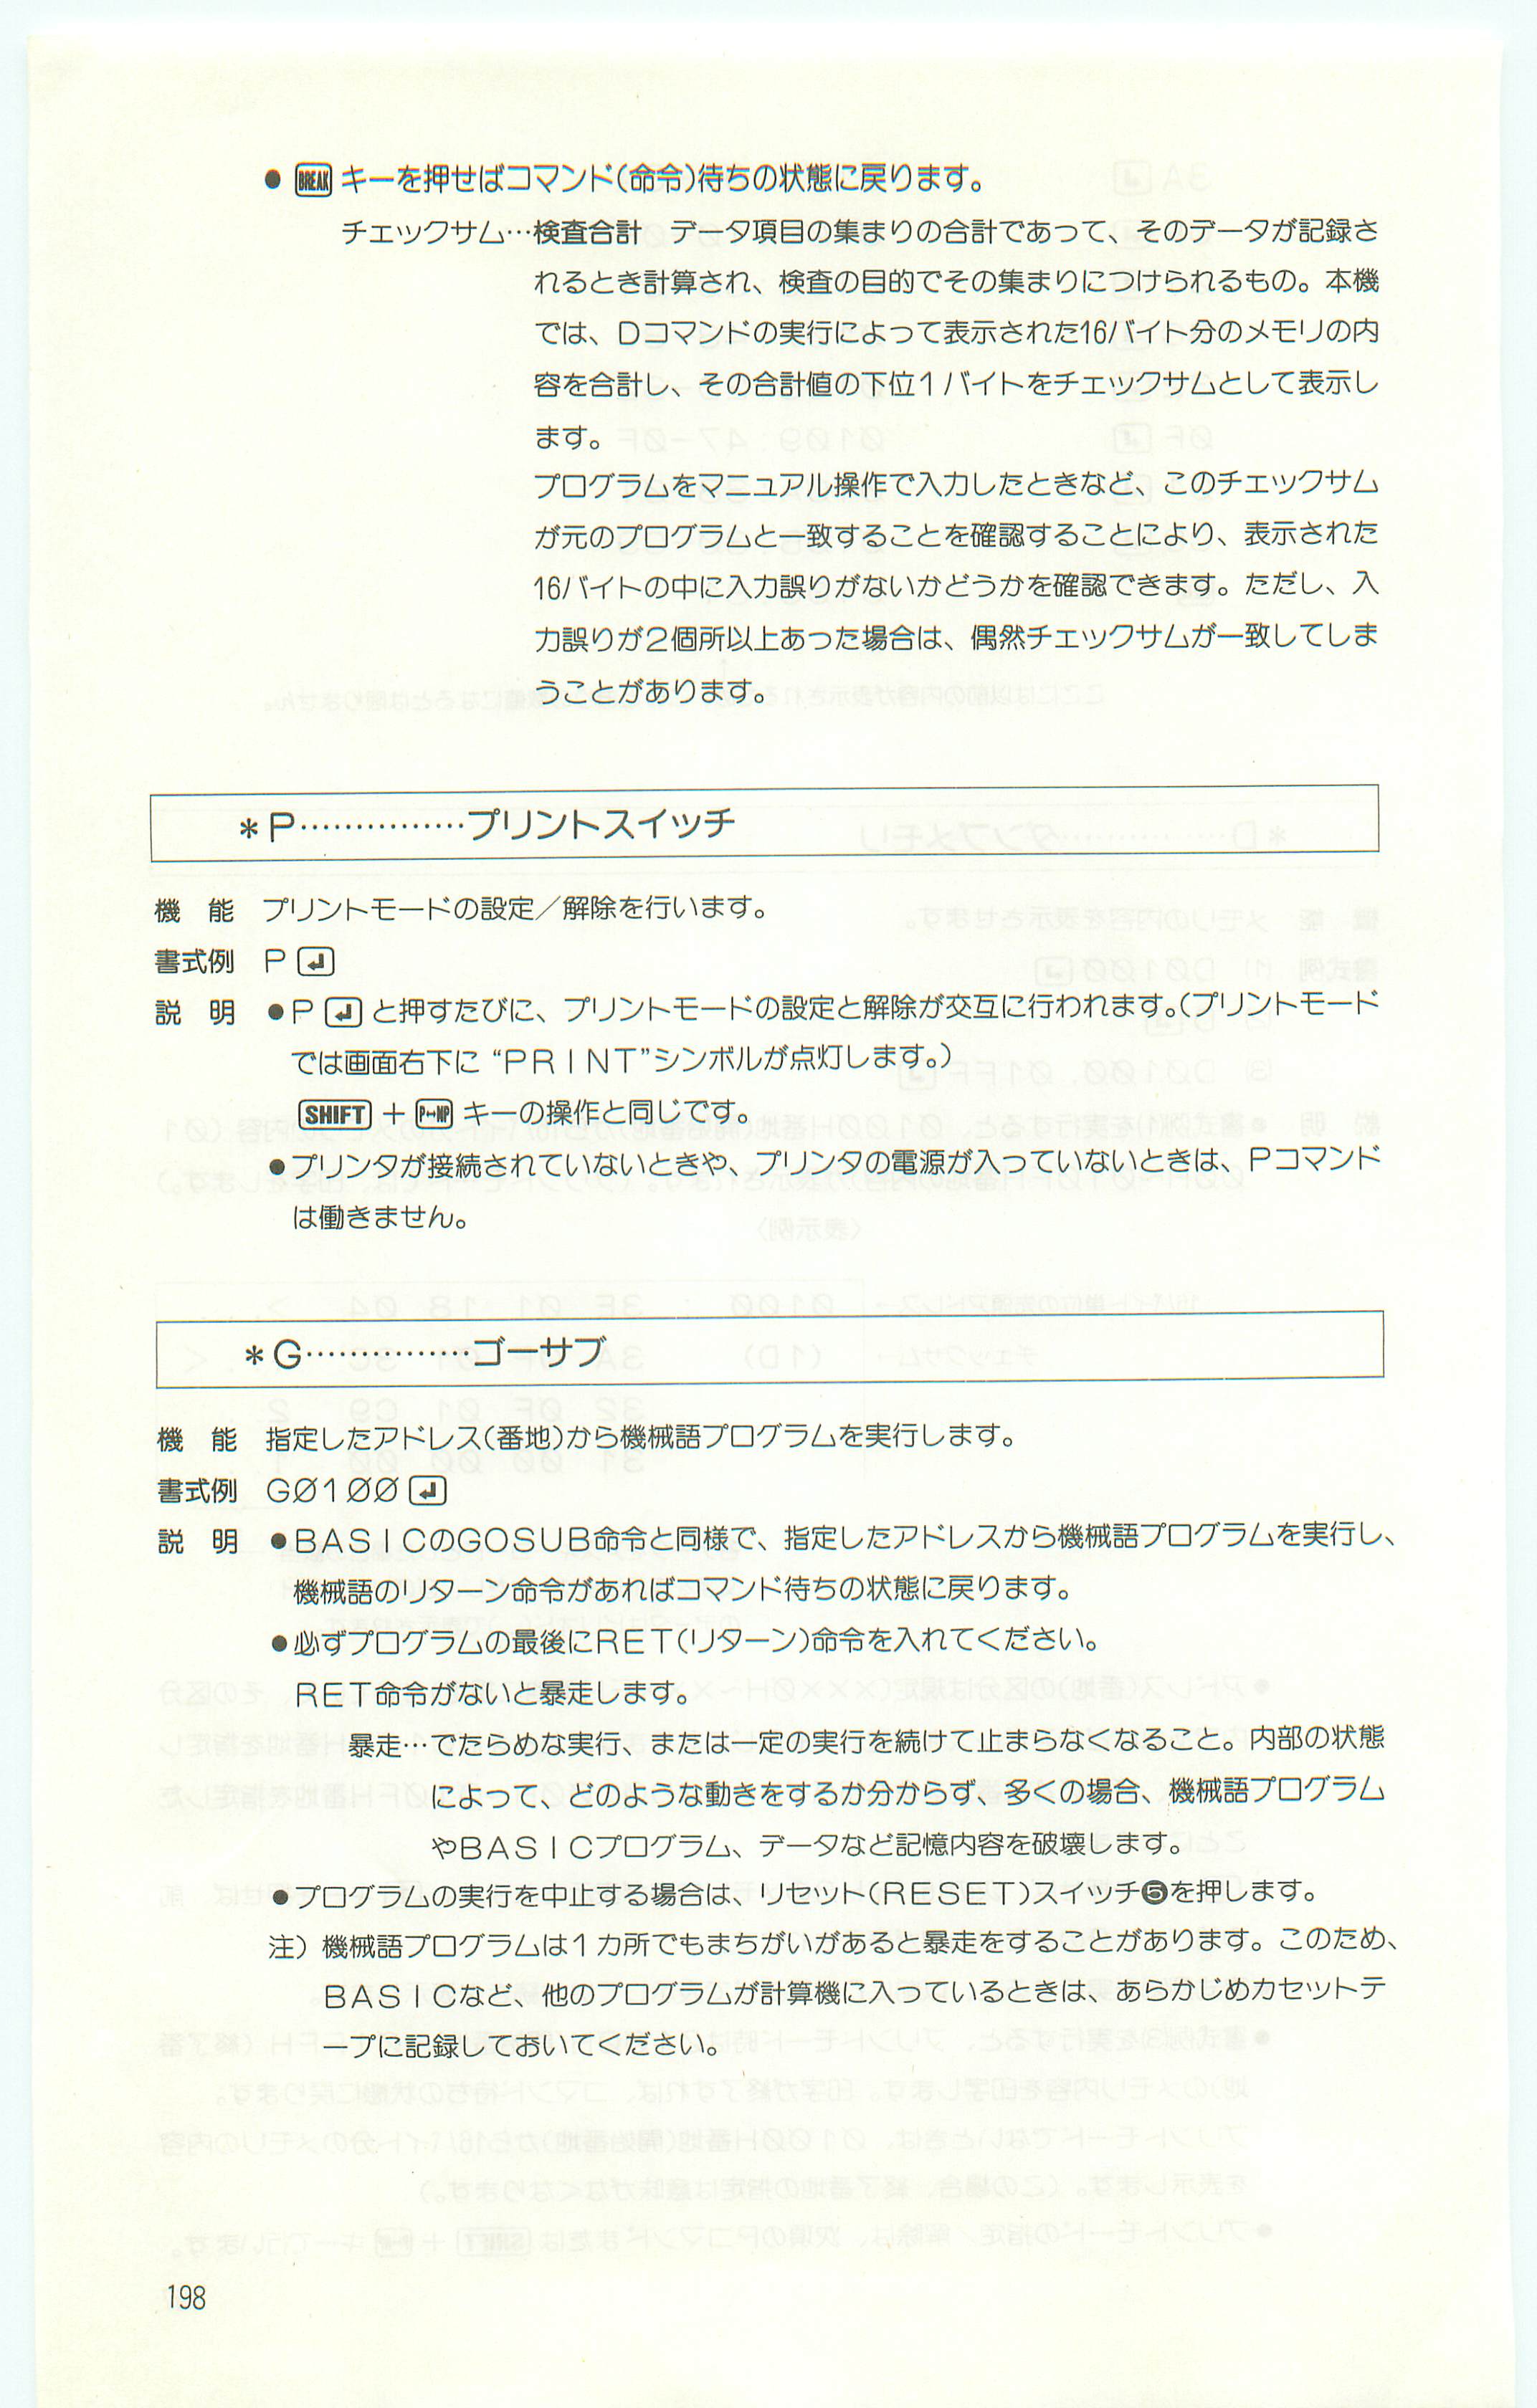 ● BREAK キーを押せばコマンド(命令)待ちの状態に戻ります。
チェックサム…検査合計　データ項目の集まりの合計であって、そのデータが記録さ
れるとき計算され、検査の目的でその集まりにつけられるもの。本機
では、Dコマンドの実行によって表示された16バイト分のメモリの内
容を合計し、その合計値の下位1バイトをチェックサムとして表示し
ます。
プログラムをマニュアル操作で入力したときなど、このチェックサム
が元のプログラムと一致することを確認することにより、表示された
16バイトの中に入力誤りがないかどうかを確認できます。ただし、入
力誤りが2個所以上あった場合は、偶然チェックサムが一致してしま
うことがあります。
＊P……………プリントスイッチ
機　能　プリントモードの設定／解除を行います。
書式例　P ↵
説　明　●P ↵ と押すたびに、プリントモードの設定と解除が交互に行われます。(プリントモード
では画面右下に “PRINT”シンボルが点灯します。)
SHIFT + P↔NP キーの操作と同じです。
●プリンタが接続されていないときや、プリンタの電源が入っていないときは、Pコマンド
は働きません。
＊G……………ゴーサブ
機　能　指定したアドレス(番地)から機械語プログラムを実行します。
書式例　GØ1ØØ ↵
説　明　●BASICのGOSUB命令と同様で、指定したアドレスから機械語プログラムを実行し、
機械語のリターン命令があればコマンド待ちの状態に戻ります。
●必ずプログラムの最後にRET(リターン)命令を入れてください。
RET命令がないと暴走します。
暴走…でたらめな実行、または一定の実行を続けて止まらなくなること。内部の状態
によって、どのような動きをするか分からず、多くの場合、機械語プログラム
やBASICプログラム、データなど記憶内容を破壊します。
●プログラムの実行を中止する場合は、リセット(RESET)スイッチ❺を押します。
注）機械語プログラムは1カ所でもまちがいがあると暴走をすることがあります。このため、
BASICなど、他のプログラムが計算機に入っているときは、あらかじめカセットテ
ープに記録しておいてください。
198